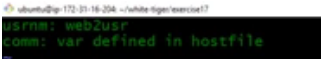 ubuntu@ip-172-31-16-204: ~/white-tiger/exercise17
usrnm: web2usr
comm: var defined in hostfile